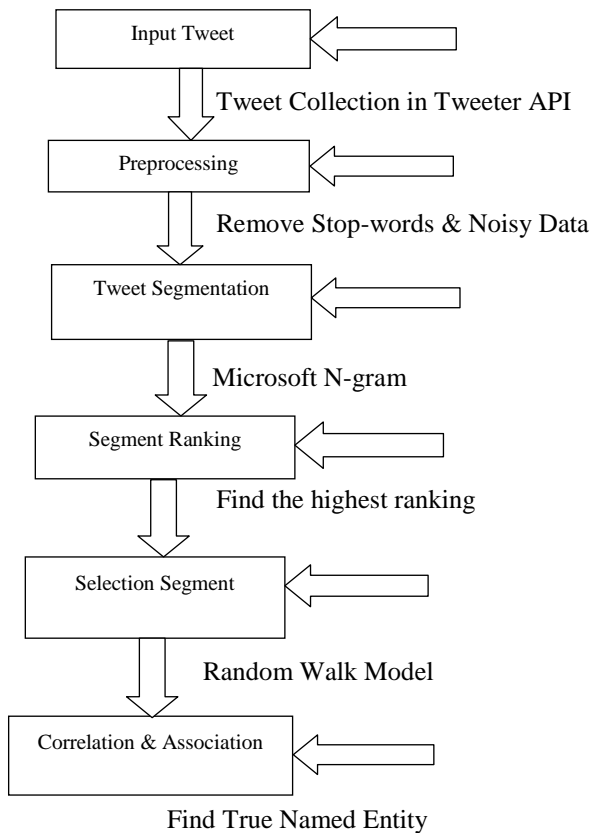 Input Tweet
Tweet Collection in Tweeter API
Preprocessing
Remove Stop-words & Noisy Data
Tweet Segmentation
Microsoft N-gram
Segment Ranking
Find the highest ranking
Selection Segment
Random Walk Model
Correlation & Association
Find True Named Entity